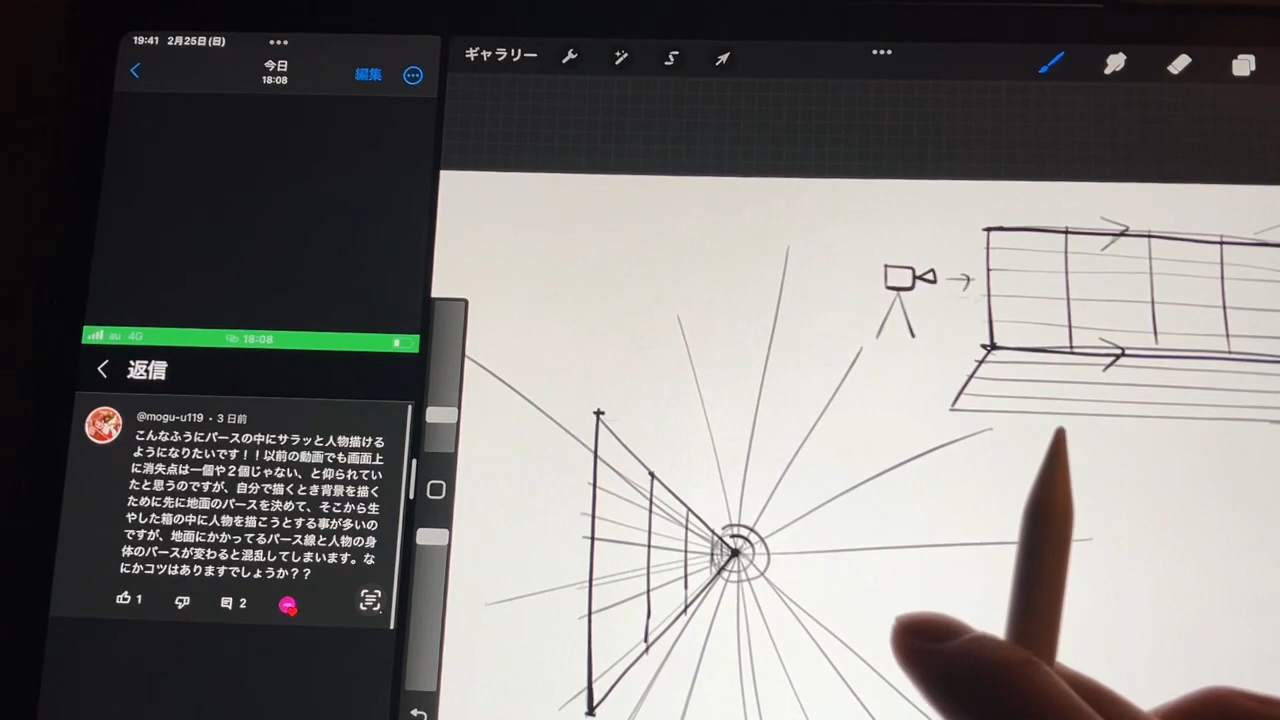 19:41 2月25日(日)
今日
18:08
編集
ギャラリー
au 4G
18:08
返信
@mogu-u119・3 日前
こんなふうにパースの中にサラッと人物描ける
ようになりたいです！！以前の動画でも画面上
に消失点は一個や２個じゃない、と仰られてい
たと思うのですが、自分で描くとき背景を描く
ために先に地面のパースを決めて、そこから生
やした箱の中に人物を描こうとする事が多いの
ですが、地面にかかってるパース線と人物の身
体のパースが変わると混乱してしまいます。な
にかコツはありますでしょうか？？
1
2